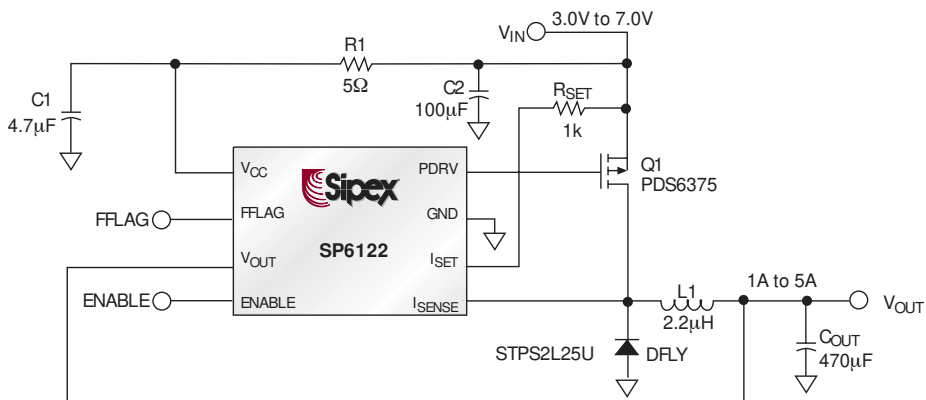 3.0V to 7.0V
VIN
R1
5Ω
C1
4.7μF
C2
100μF
RSET
1k
VCC
Sipex
PDRV
Q1
PDS6375
FFLAG
FFLAG
GND
SP6122
VOUT
ISET
ENABLE
ENABLE
ISENSE
L1
2.2μH
1A to 5A
VOUT
STPS2L25U
DFLY
COUT
470μF